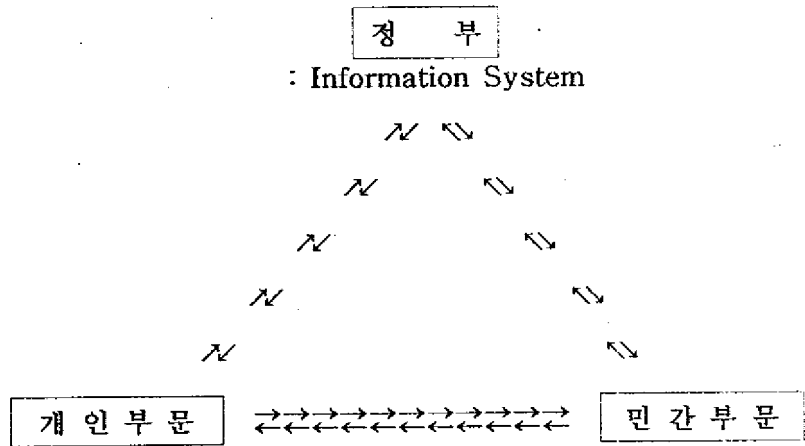 정 부
: Information System
개 인 부 문
민 간 부 문